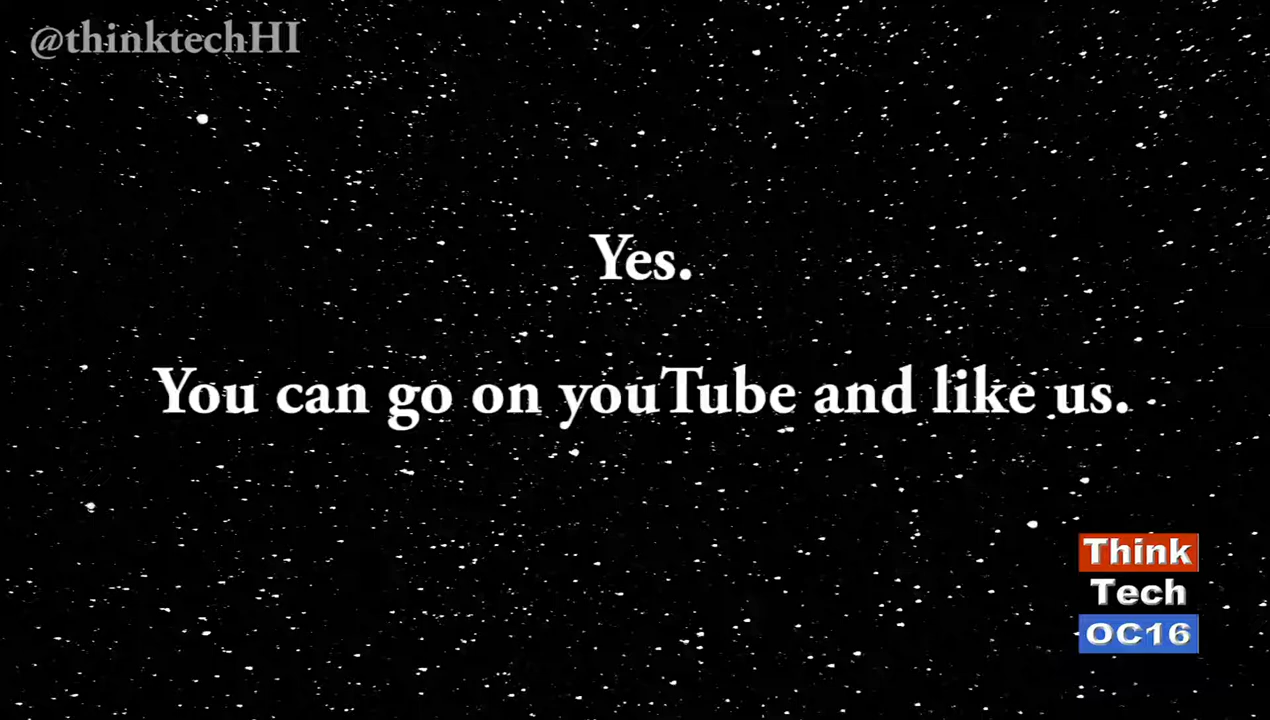 @thinktechHI
Yes.
You can go on youTube and like us.
Think
Tech
OC16